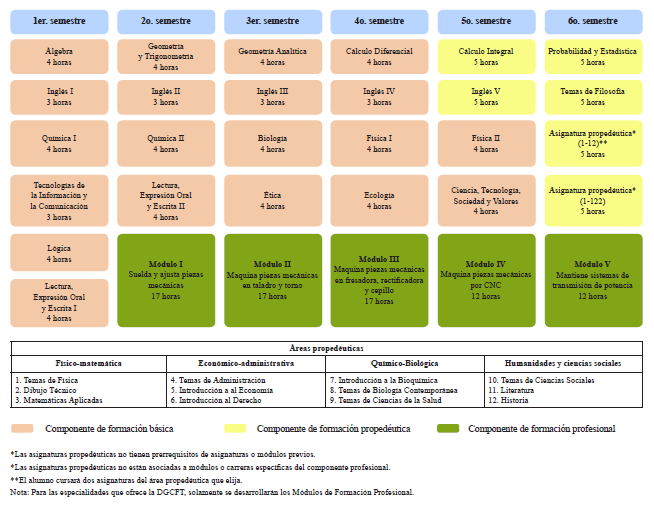 1er. semestre
2o. semestre
3er. semestre
4o. semestre
5o. semestre
6o. semestre
Álgebra
4 horas
Geometría
y Trigonometría
4 horas
Geometría Analítica
4 horas
Cálculo Diferencial
4 horas
Cálculo Integral
5 horas
Probabilidad y Estadística
5 horas
Inglés I
3 horas
Inglés II
3 horas
Inglés III
3 horas
Inglés IV
3 horas
Inglés V
5 horas
Temas de Filosofía
5 horas
Química I
4 horas
Química II
4 horas
Biología
4 horas
Física I
4 horas
Física II
4 horas
Asignatura propedéutica*
(1-12)**
5 horas
Tecnologías de
la Información y
la Comunicación
3 horas
Lectura,
Expresión Oral
y Escrita II
4 horas
Ética
4 horas
Ecología
4 horas
Ciencia, Tecnología,
Sociedad y Valores
4 horas
Asignatura propedéutica*
(1-122)
5 horas
Lógica
4 horas
Lectura,
Expresión Oral
y Escrita I
4 horas
Módulo I
Suelda y ajusta piezas
mecánicas
17 horas
Módulo II
Maquina piezas mecánicas
en taladro y torno
17 horas
Módulo III
Maquina piezas mecánicas
en fresadora, rectificadora
y cepillo
17 horas
Módulo IV
Máquina piezas mecánicas
por CNC
12 horas
Módulo V
Mantiene sistemas de
transmisión de potencia
12 horas
Áreas propedéuticas
Físico-matemática
Económico-administrativa
Químico-Biológica
Humanidades y ciencias sociales
1. Temas de Física
2. Dibujo Técnico
3. Matemáticas Aplicadas
4. Temas de Administración
5. Introducción a al Economía
6. Introducción al Derecho
7. Introducción a la Bioquímica
8. Temas de Biología Contemporánea
9. Temas de Ciencias de la Salud
10. Temas de Ciencias Sociales
11. Literatura
12. Historia
Componente de formación básica
Componente de formación propedéutica
Componente de formación profesional
*Las asignaturas propedéuticas no tienen prerrequisitos de asignaturas o módulos previos.
*Las asignaturas propedéuticas no están asociadas a módulos o carreras específicas del componente profesional.
**El alumno cursará dos asignaturas del área propedéutica que elija.
Nota: Para las especialidades que ofrece la DGCFT, solamente se desarrollarán los Módulos de Formación Profesional.